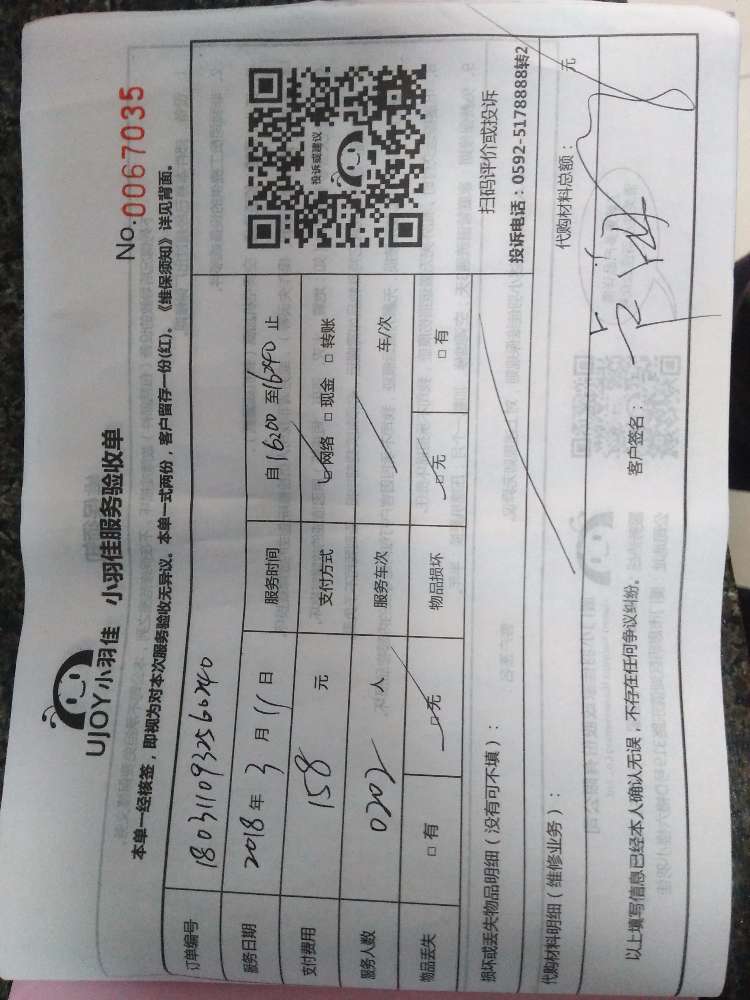 UJOY小羽佳 小羽佳服务验收单
No.0067035
本单一经核签，即视为对本次服务验收无异议。本单一式两份，客户留存一份(红)。《维保须知》详见背面。
订单编号 1803110932560240
服务日期 2018年3月11日 服务时间 自16:00至16:40止
支付费用 158 元 支付方式 □网络 □现金 □转账
服务人数 0202 人 服务车次 车/次
物品丢失 □有 □无 物品损坏 □无 □有
投诉或建议
扫码评价或投诉
投诉电话：0592-5178888转2
损坏或丢失物品明细（没有可不填）：
代购材料明细（维修业务）： 代购材料总额： 元
以上填写信息已经本人确认无误，不存在任何争议纠纷。 客户签名：